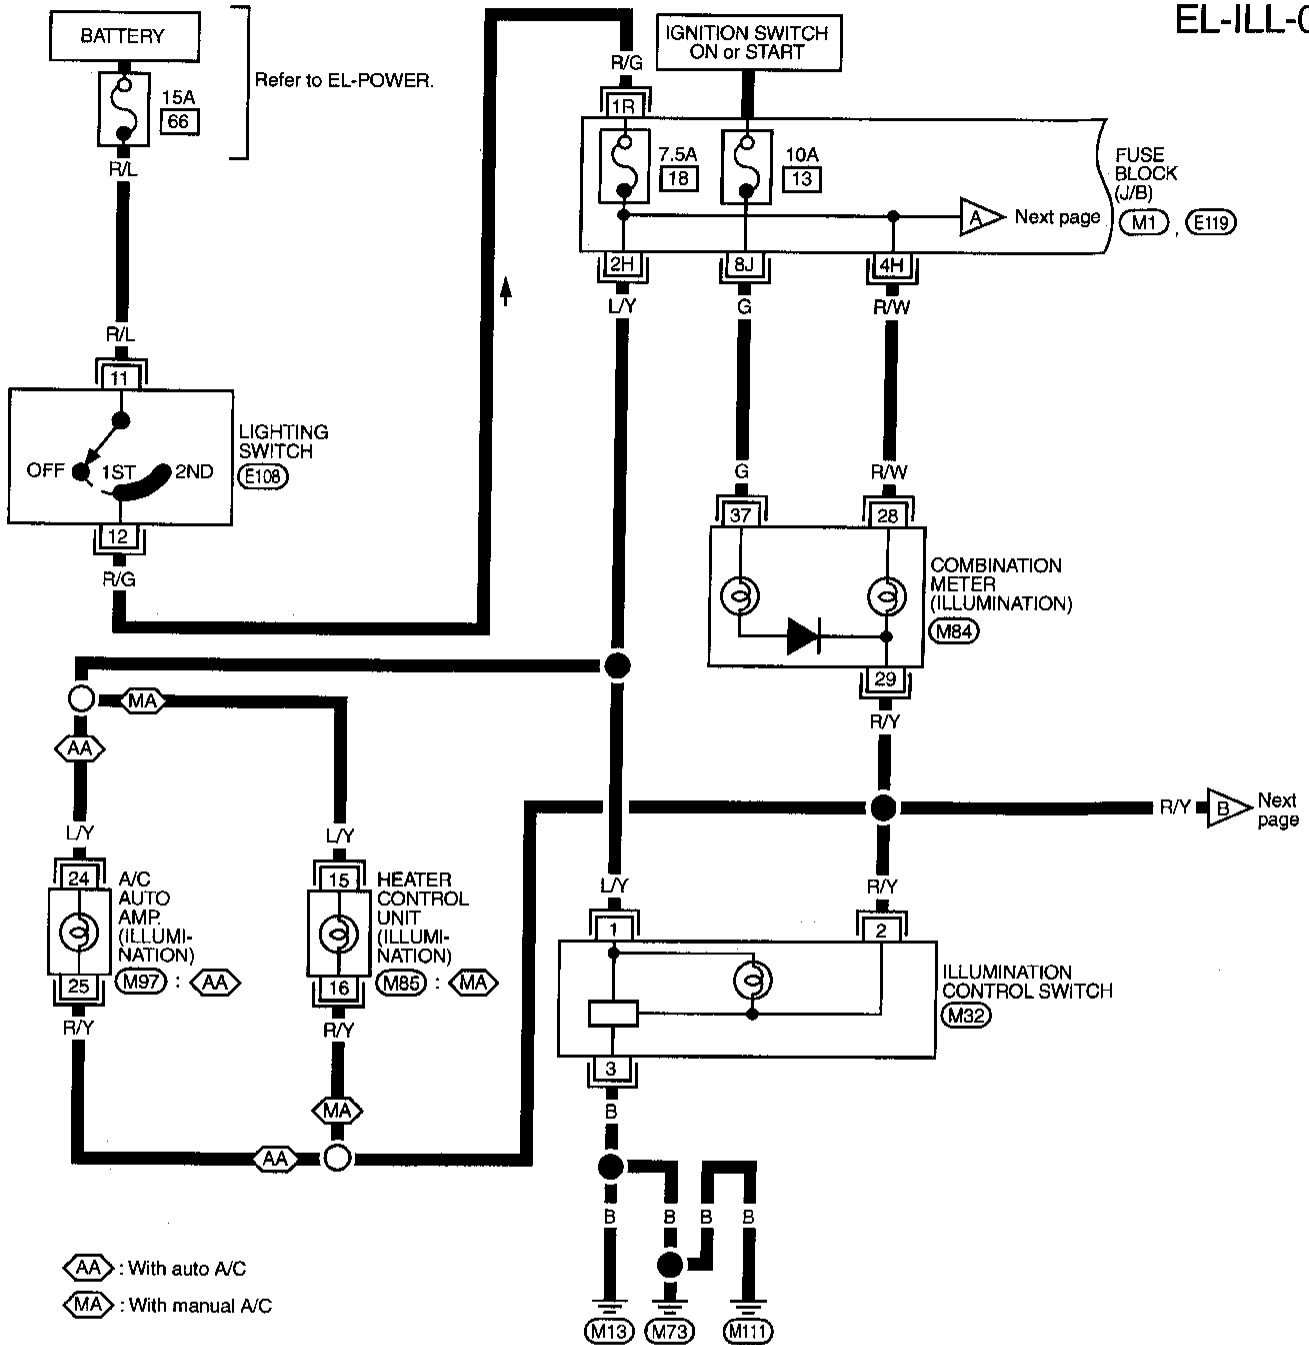 EL-ILL-0
BATTERY
IGNITION SWITCH
ON or START
Refer to EL-POWER.
R/G
15A
66
1R
R/L
7.5A
18
10A
13
FUSE
BLOCK
(J/B)
M1 , E119
A Next page
2H
8J
4H
L/Y
G
R/W
R/L
11
LIGHTING
SWITCH
E108
OFF
1ST
2ND
G
R/W
12
37
28
R/G
COMBINATION
METER
(ILLUMINATION)
M84
29
R/Y
MA
AA
R/Y
B
Next
page
L/Y
L/Y
24
A/C
AUTO
AMP.
(ILLUMI-
NATION)
M97 : AA
25
R/Y
15
HEATER
CONTROL
UNIT
(ILLUMI-
NATION)
M85 : MA
16
R/Y
L/Y
R/Y
1
2
ILLUMINATION
CONTROL SWITCH
M32
3
B
MA
AA
B
B
B
B
AA : With auto A/C
MA : With manual A/C
M13
M73
M111